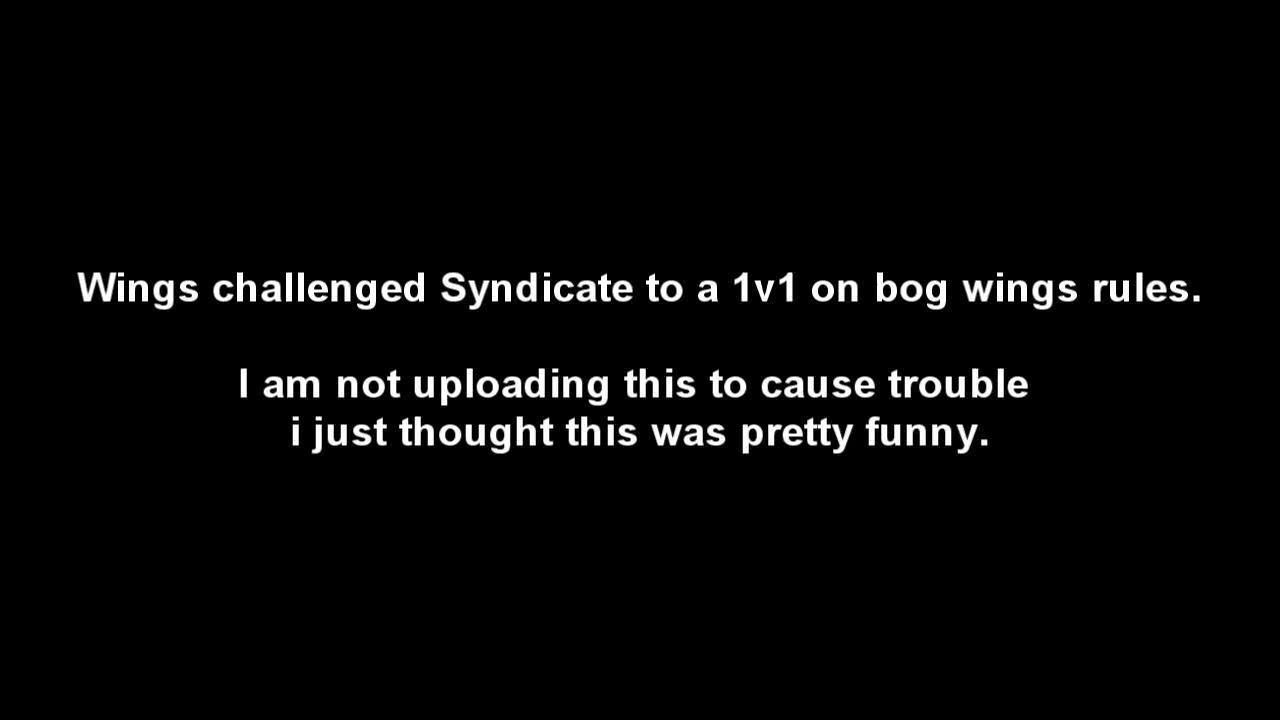 Wings challenged Syndicate to a 1v1 on bog wings rules.
I am not uploading this to cause trouble
i just thought this was pretty funny.